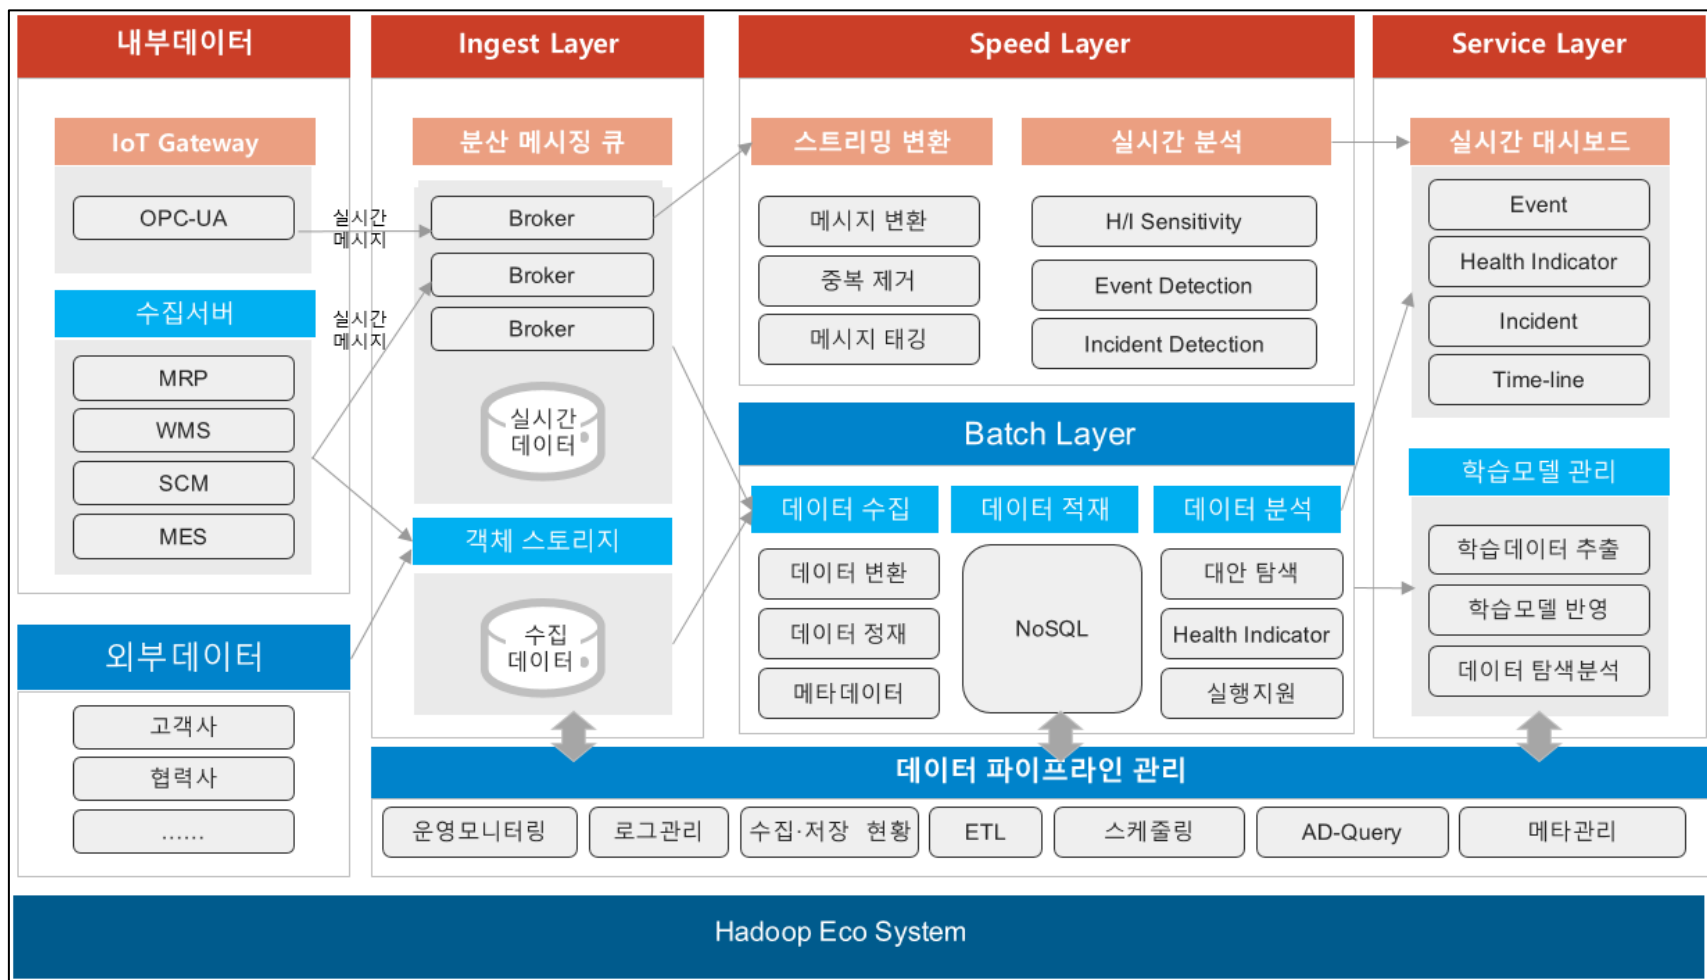 내부데이터
IoT Gateway
OPC-UA
수집서버
MRP
WMS
SCM
MES
외부데이터
고객사
협력사
......
실시간
메시지
실시간
메시지
Ingest Layer
분산 메시징 큐
Broker
Broker
Broker
실시간
데이터
객체 스토리지
수집
데이터
Speed Layer
스트리밍 변환
메시지 변환
중복 제거
메시지 태깅
실시간 분석
H/I Sensitivity
Event Detection
Incident Detection
Batch Layer
데이터 수집
데이터 변환
데이터 정재
메타데이터
데이터 적재
NoSQL
데이터 분석
대안 탐색
Health Indicator
실행지원
Service Layer
실시간 대시보드
Event
Health Indicator
Incident
Time-line
학습모델 관리
학습데이터 추출
학습모델 반영
데이터 탐색분석
데이터 파이프라인 관리
운영모니터링
로그관리
수집·저장 현황
ETL
스케줄링
AD-Query
메타관리
Hadoop Eco System